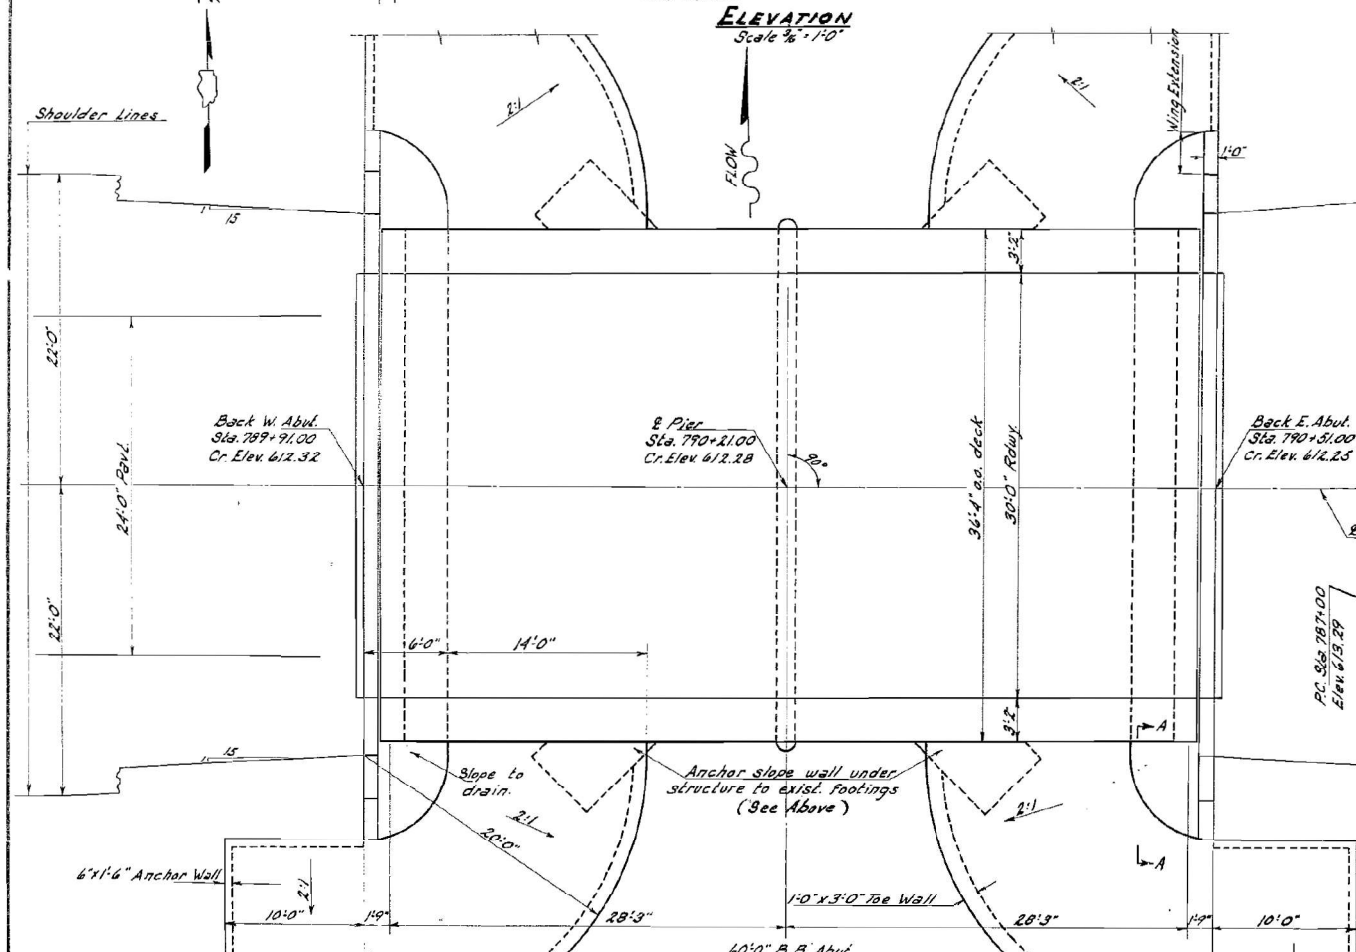 ELEVATION
Scale 3/16" = 1'-0"
Shoulder Lines
2:1
FLOW
2:1
Wing Extension
1'-0"
1
15
3'-2"
22'-0"
24'-0" Pavt.
Back W. Abut.
Sta. 789+91.00
Cr. Elev. 612.32
℄ Pier
Sta. 790+21.00
Cr. Elev. 612.28
90°
36'-4" o.o. deck
30'-0" Rdwy.
Back E. Abut.
Sta. 790+51.00
Cr. Elev. 612.25
22'-0"
6'-0"
14'-0"
P.C. Sta. 787+00
Elev. 613.29
3'-2"
A
15
Slope to
drain.
Anchor slope wall under
structure to exist. footings
(See Above)
2:1
20'-0"
2:1
A
6"x1'-6" Anchor Wall
2:1
1'-0" x 3'-0" Toe Wall
10'-0"
1'-9"
28'-3"
28'-3"
1'-9"
10'-0"
60'-0" B.B. Abut.